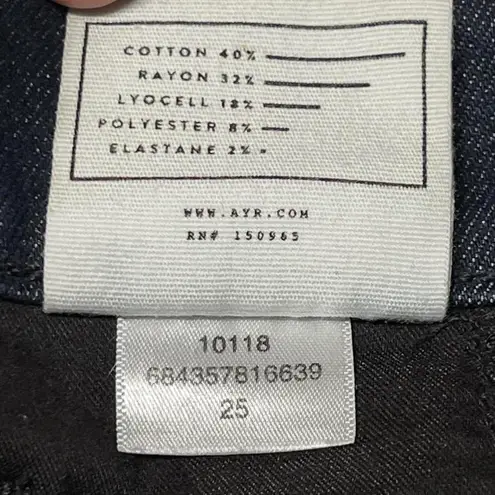 COTTON 40%
RAYON 32%
LYOCELL 18%
POLYESTER 8%
ELASTANE 2%
WWW.AYR.COM
RN# 150965
10118
684357816639
25